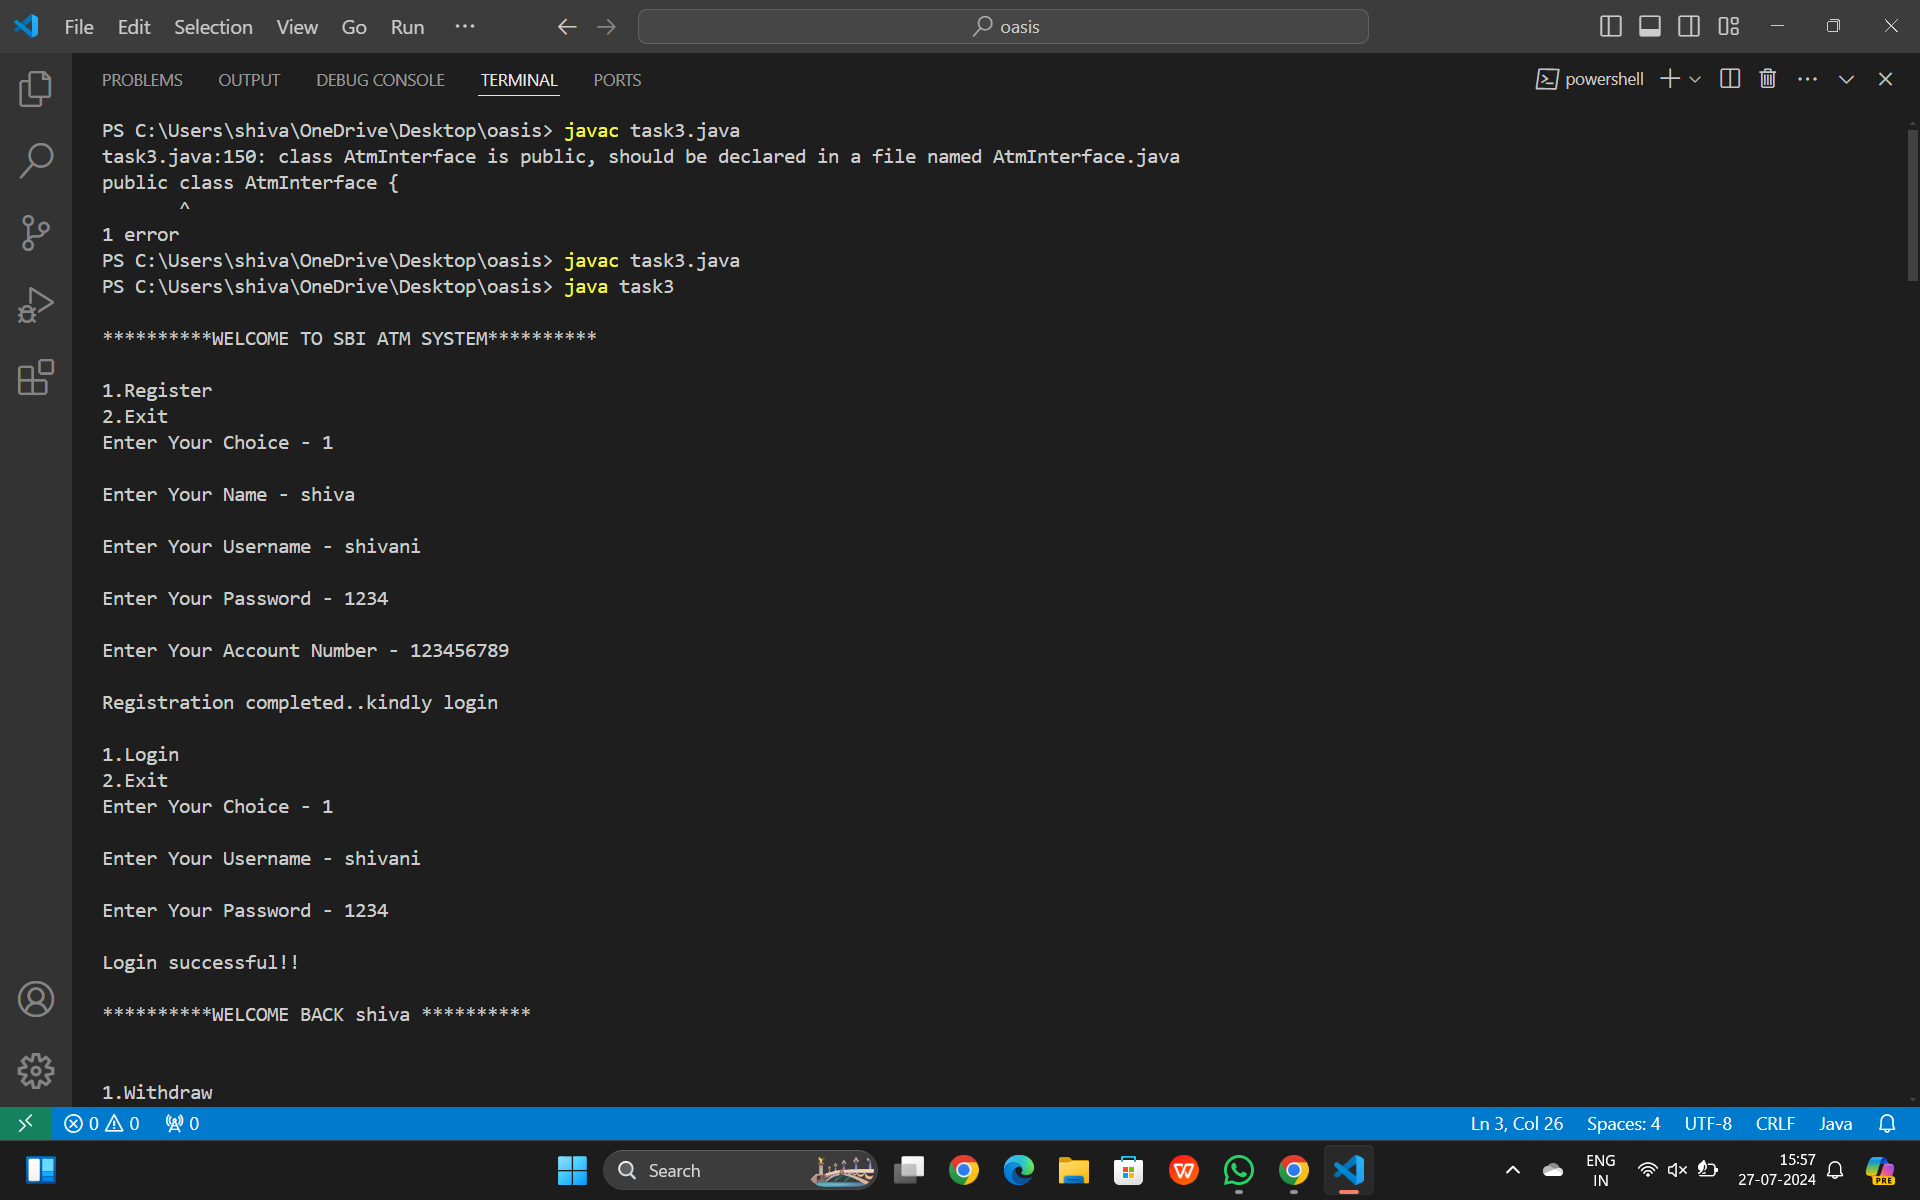 File Edit Selection View Go Run ··· oasis
PROBLEMS OUTPUT DEBUG CONSOLE TERMINAL PORTS powershell
PS C:\Users\shiva\OneDrive\Desktop\oasis> javac task3.java
task3.java:150: class AtmInterface is public, should be declared in a file named AtmInterface.java
public class AtmInterface {
^
1 error
PS C:\Users\shiva\OneDrive\Desktop\oasis> javac task3.java
PS C:\Users\shiva\OneDrive\Desktop\oasis> java task3
**********WELCOME TO SBI ATM SYSTEM**********
1.Register
2.Exit
Enter Your Choice - 1
Enter Your Name - shiva
Enter Your Username - shivani
Enter Your Password - 1234
Enter Your Account Number - 123456789
Registration completed..kindly login
1.Login
2.Exit
Enter Your Choice - 1
Enter Your Username - shivani
Enter Your Password - 1234
Login successful!!
**********WELCOME BACK shiva **********
1.Withdraw
0 0 0 Ln 3, Col 26 Spaces: 4 UTF-8 CRLF Java
Search ENG 15:57
IN 27-07-2024 PRE